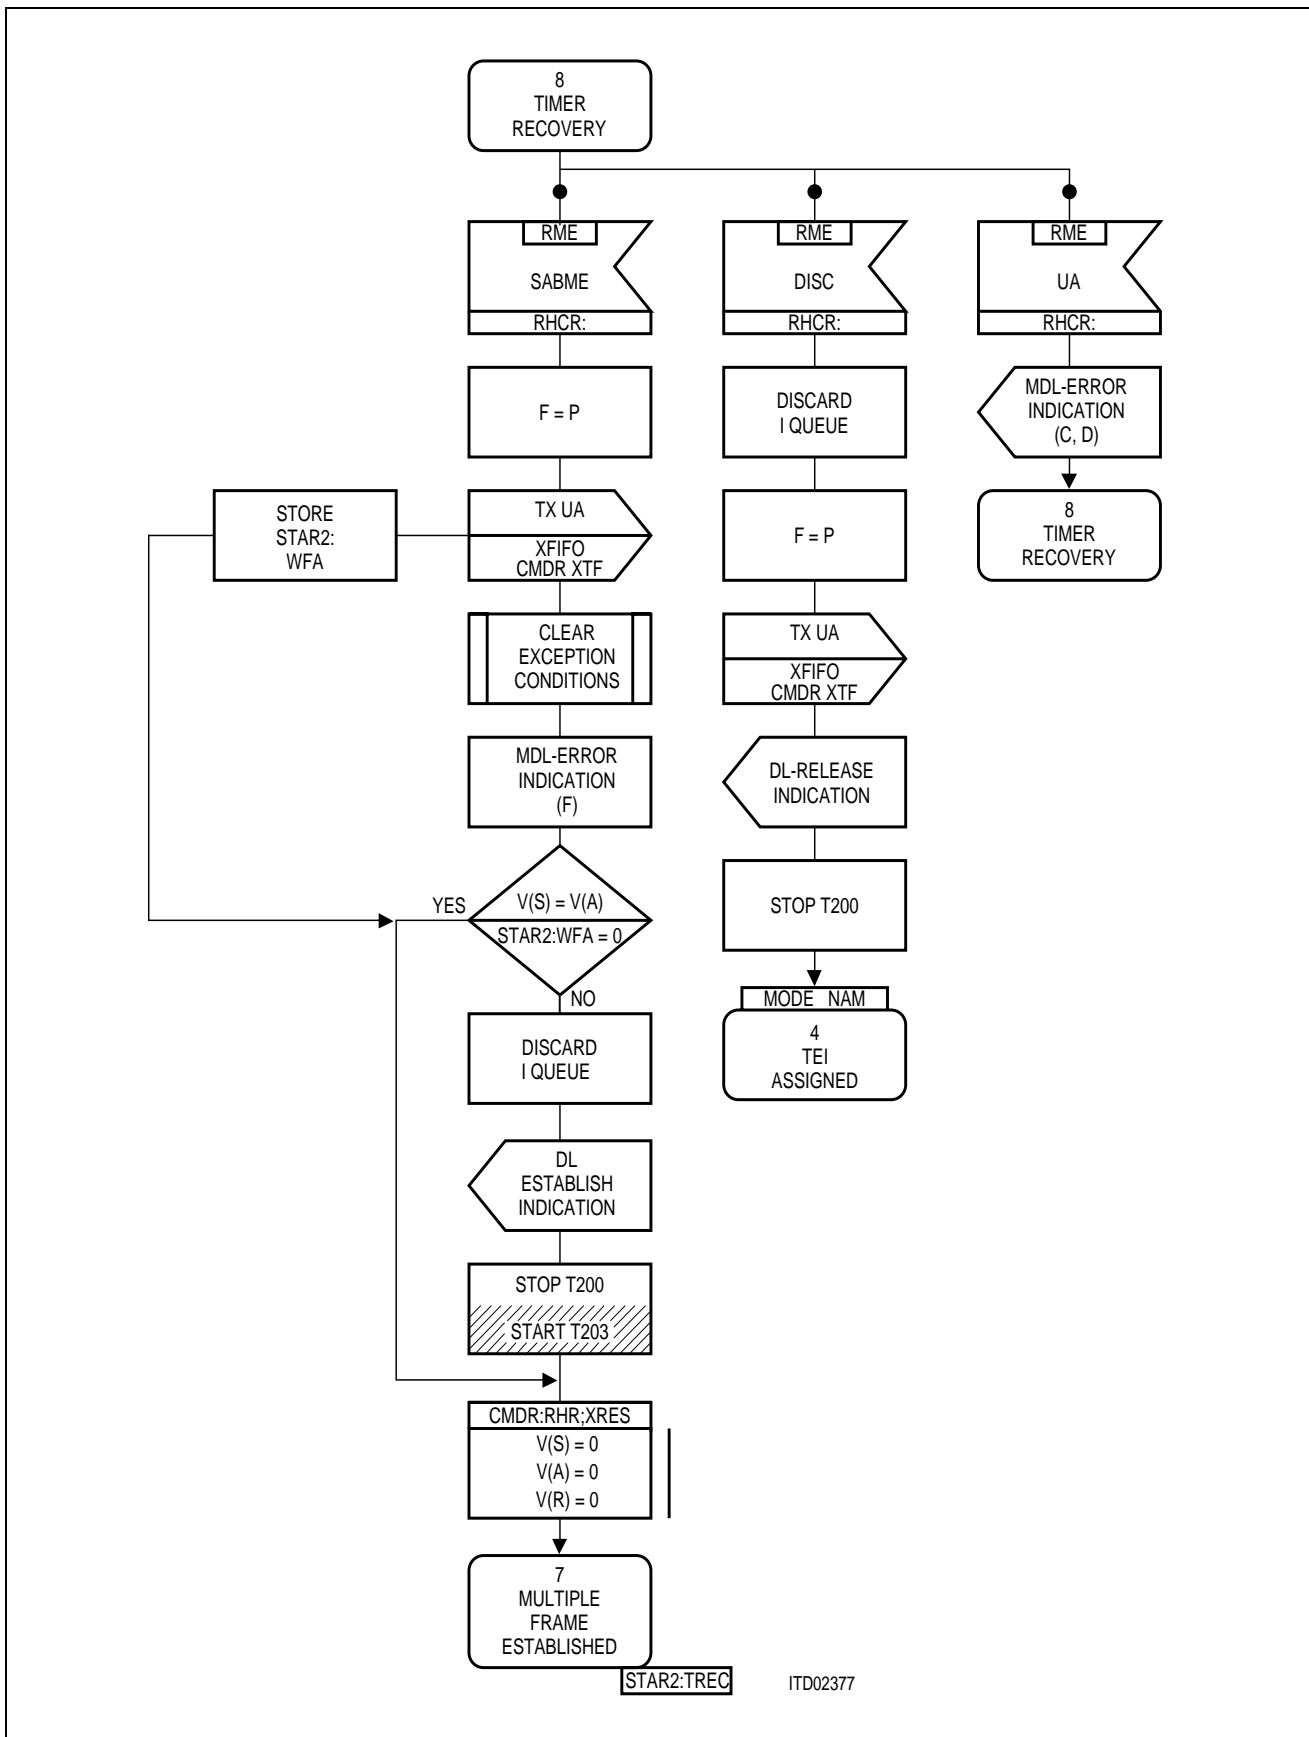 8
TIMER
RECOVERY
RME
SABME
RHCR:
F = P
STORE
STAR2:
WFA
TX UA
XFIFO
CMDR XTF
CLEAR
EXCEPTION
CONDITIONS
MDL-ERROR
INDICATION
(F)
YES
V(S) = V(A)
STAR2:WFA = 0
NO
DISCARD
I QUEUE
DL
ESTABLISH
INDICATION
STOP T200
START T203
CMDR:RHR;XRES
V(S) = 0
V(A) = 0
V(R) = 0
7
MULTIPLE
FRAME
ESTABLISHED
STAR2:TREC
RME
DISC
RHCR:
DISCARD
I QUEUE
F = P
TX UA
XFIFO
CMDR XTF
DL-RELEASE
INDICATION
STOP T200
MODE NAM
4
TEI
ASSIGNED
RME
UA
RHCR:
MDL-ERROR
INDICATION
(C, D)
8
TIMER
RECOVERY
ITD02377